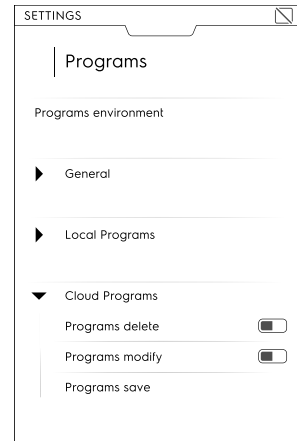 SETTINGS
Programs
Programs environment
General
Local Programs
Cloud Programs
Programs delete
Programs modify
Programs save